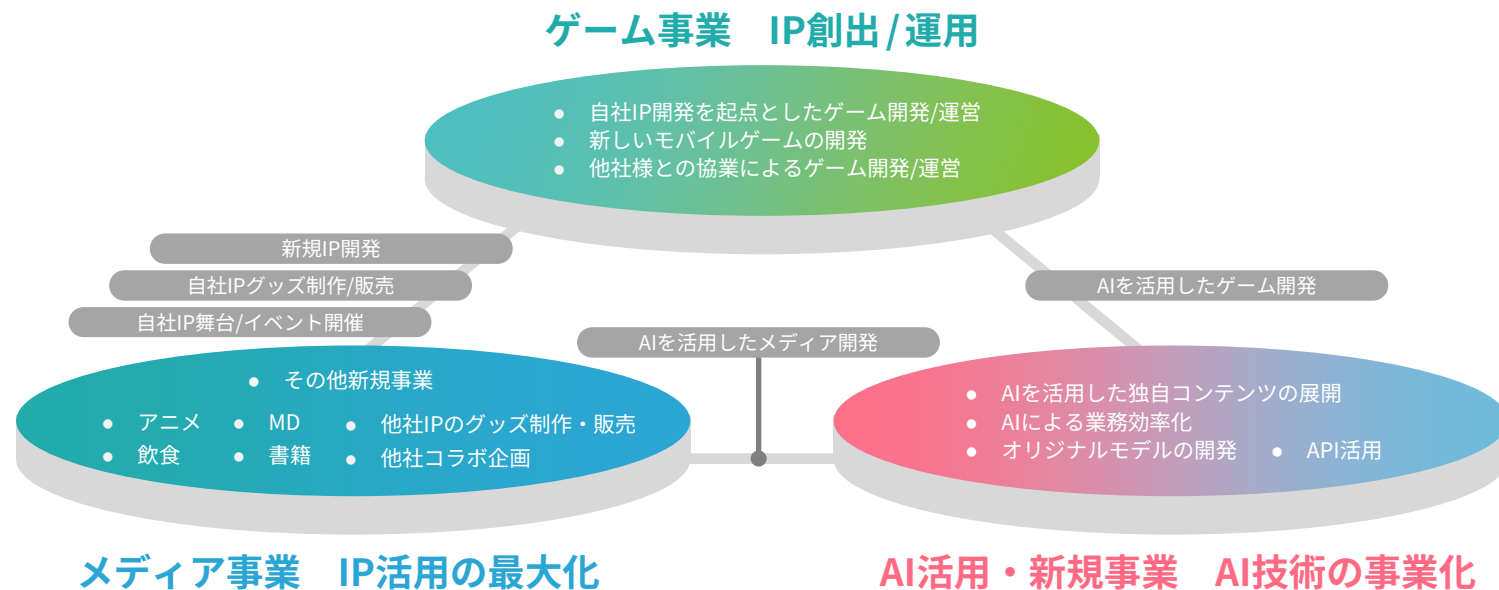 ゲーム事業　IP創出/運用
● 自社IP開発を起点としたゲーム開発/運営
● 新しいモバイルゲームの開発
● 他社様との協業によるゲーム開発/運営
新規IP開発
自社IPグッズ制作/販売
自社IP舞台/イベント開催
AIを活用したゲーム開発
AIを活用したメディア開発
● その他新規事業
● アニメ ● MD ● 他社IPのグッズ制作・販売
● 飲食 ● 書籍 ● 他社コラボ企画
● AIを活用した独自コンテンツの展開
● AIによる業務効率化
● オリジナルモデルの開発 ● API活用
メディア事業　IP活用の最大化
AI活用・新規事業　AI技術の事業化